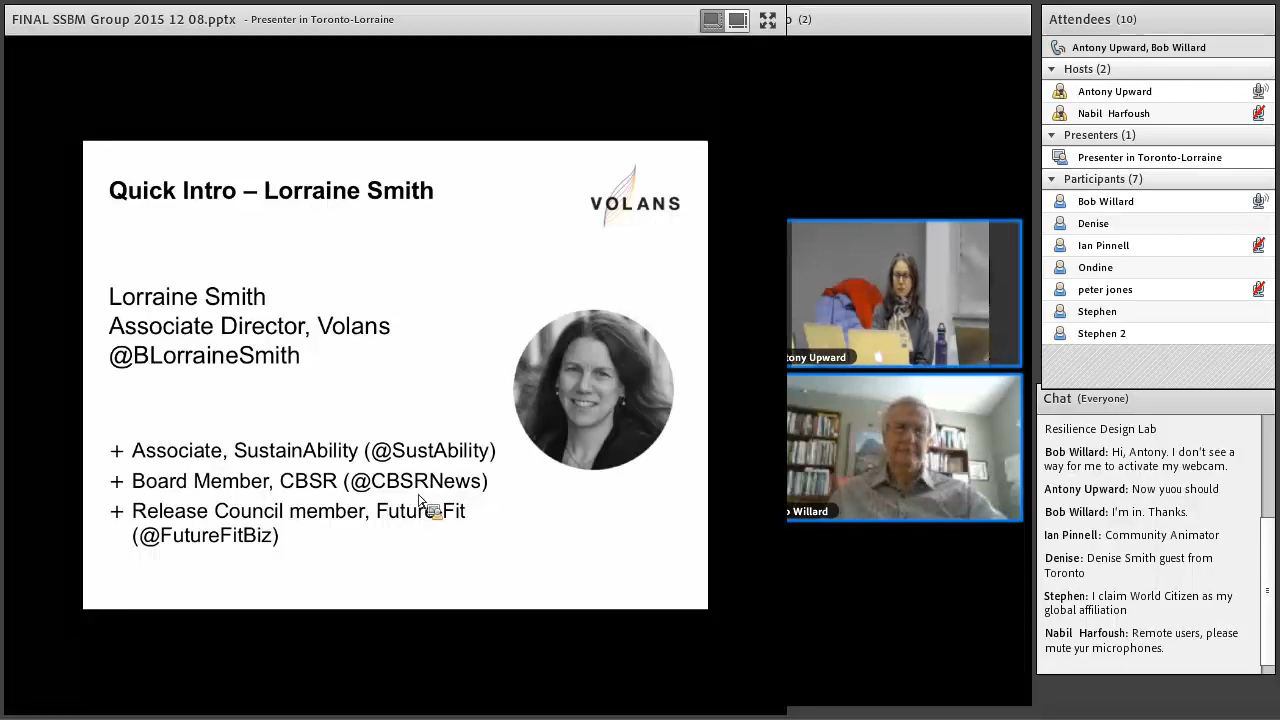 FINAL SSBM Group 2015 12 08.pptx - Presenter in Toronto-Lorraine
(2)
Quick Intro – Lorraine Smith
VOLANS
Lorraine Smith
Associate Director, Volans
@BLorraineSmith
+ Associate, SustainAbility (@SustAbility)
+ Board Member, CBSR (@CBSRNews)
+ Release Council member, Future-Fit
(@FutureFitBiz)
tony Upward
b Willard
Attendees (10)
Antony Upward, Bob Willard
Hosts (2)
Antony Upward
Nabil Harfoush
Presenters (1)
Presenter in Toronto-Lorraine
Participants (7)
Bob Willard
Denise
Ian Pinnell
Ondine
peter jones
Stephen
Stephen 2
Chat (Everyone)
Resilience Design Lab
Bob Willard: Hi, Antony. I don't see a
way for me to activate my webcam.
Antony Upward: Now yuou should
Bob Willard: I'm in. Thanks.
Ian Pinnell: Community Animator
Denise: Denise Smith guest from
Toronto
Stephen: I claim World Citizen as my
global affiliation
Nabil Harfoush: Remote users, please
mute yur microphones.